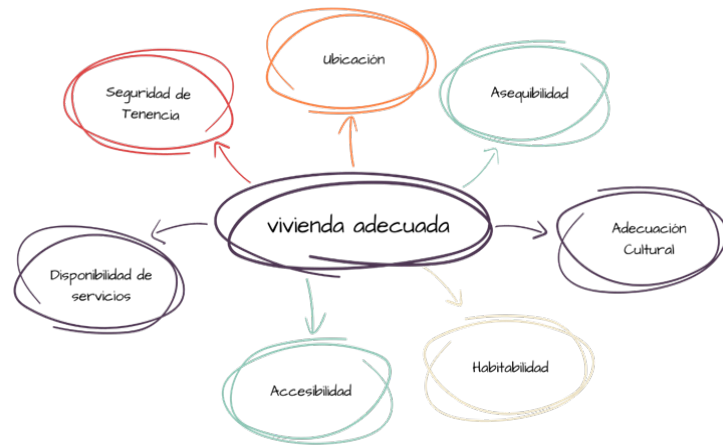 Ubicación
Seguridad de
Tenencia
Asequibilidad
vivienda adecuada
Adecuación
Cultural
Disponibilidad de
servicios
Habitabilidad
Accesibilidad